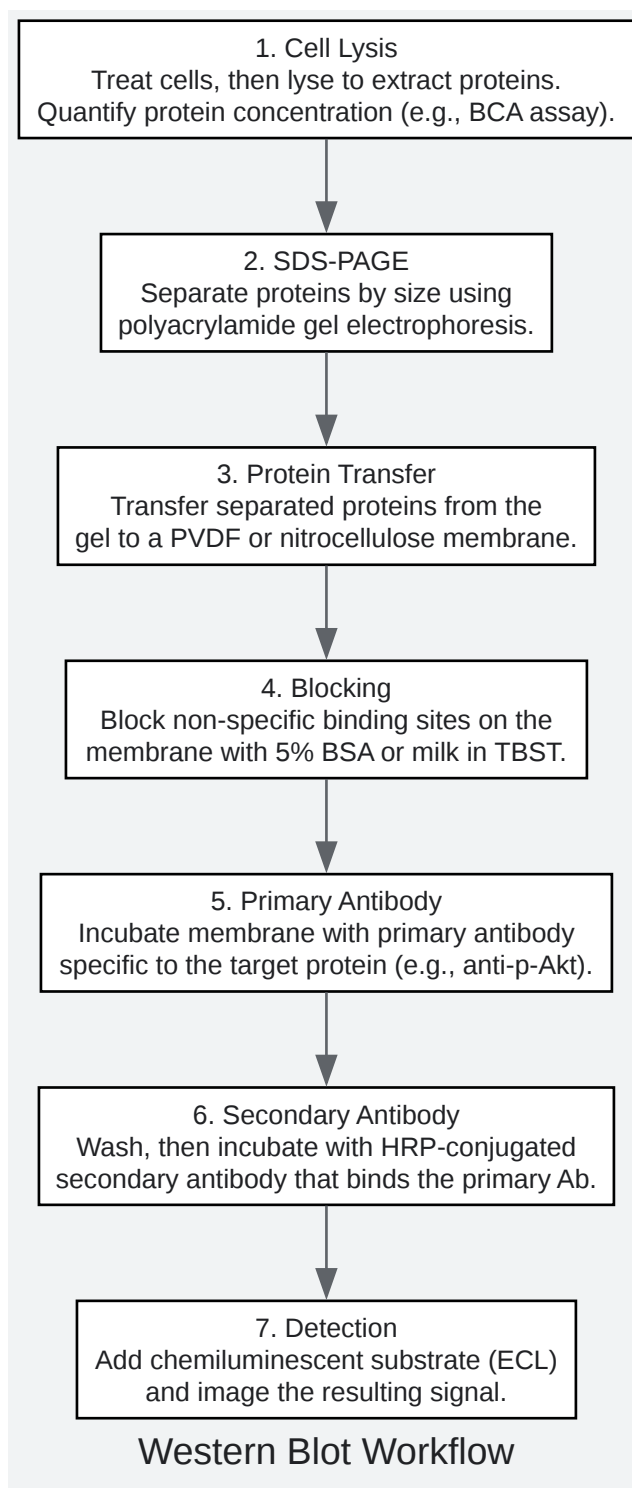 1. Cell Lysis
Treat cells, then lyse to extract proteins.
Quantify protein concentration (e.g., BCA assay).
2. SDS-PAGE
Separate proteins by size using
polyacrylamide gel electrophoresis.
3. Protein Transfer
Transfer separated proteins from the
gel to a PVDF or nitrocellulose membrane.
4. Blocking
Block non-specific binding sites on the
membrane with 5% BSA or milk in TBST.
5. Primary Antibody
Incubate membrane with primary antibody
specific to the target protein (e.g., anti-p-Akt).
6. Secondary Antibody
Wash, then incubate with HRP-conjugated
secondary antibody that binds the primary Ab.
7. Detection
Add chemiluminescent substrate (ECL)
and image the resulting signal.
Western Blot Workflow